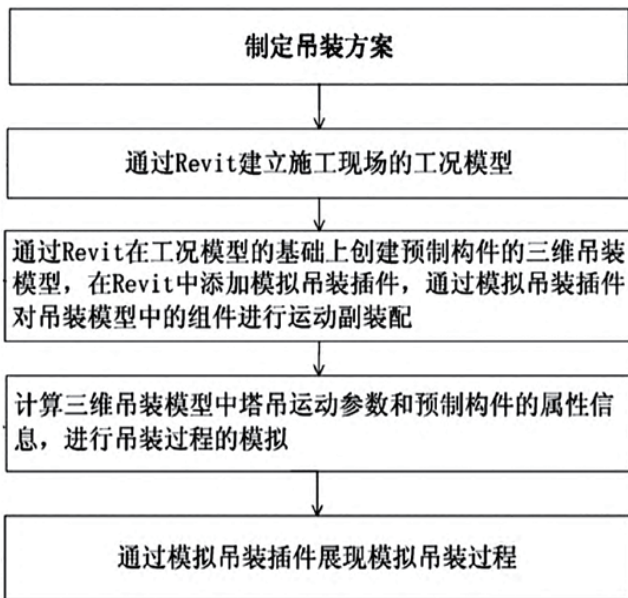 制定吊装方案
通过Revit建立施工现场的工况模型
通过Revit在工况模型的基础上创建预制构件的三维吊装
模型，在Revit中添加模拟吊装插件，通过模拟吊装插件
对吊装模型中的组件进行运动副装配
计算三维吊装模型中塔吊运动参数和预制构件的属性信
息，进行吊装过程的模拟
通过模拟吊装插件展现模拟吊装过程